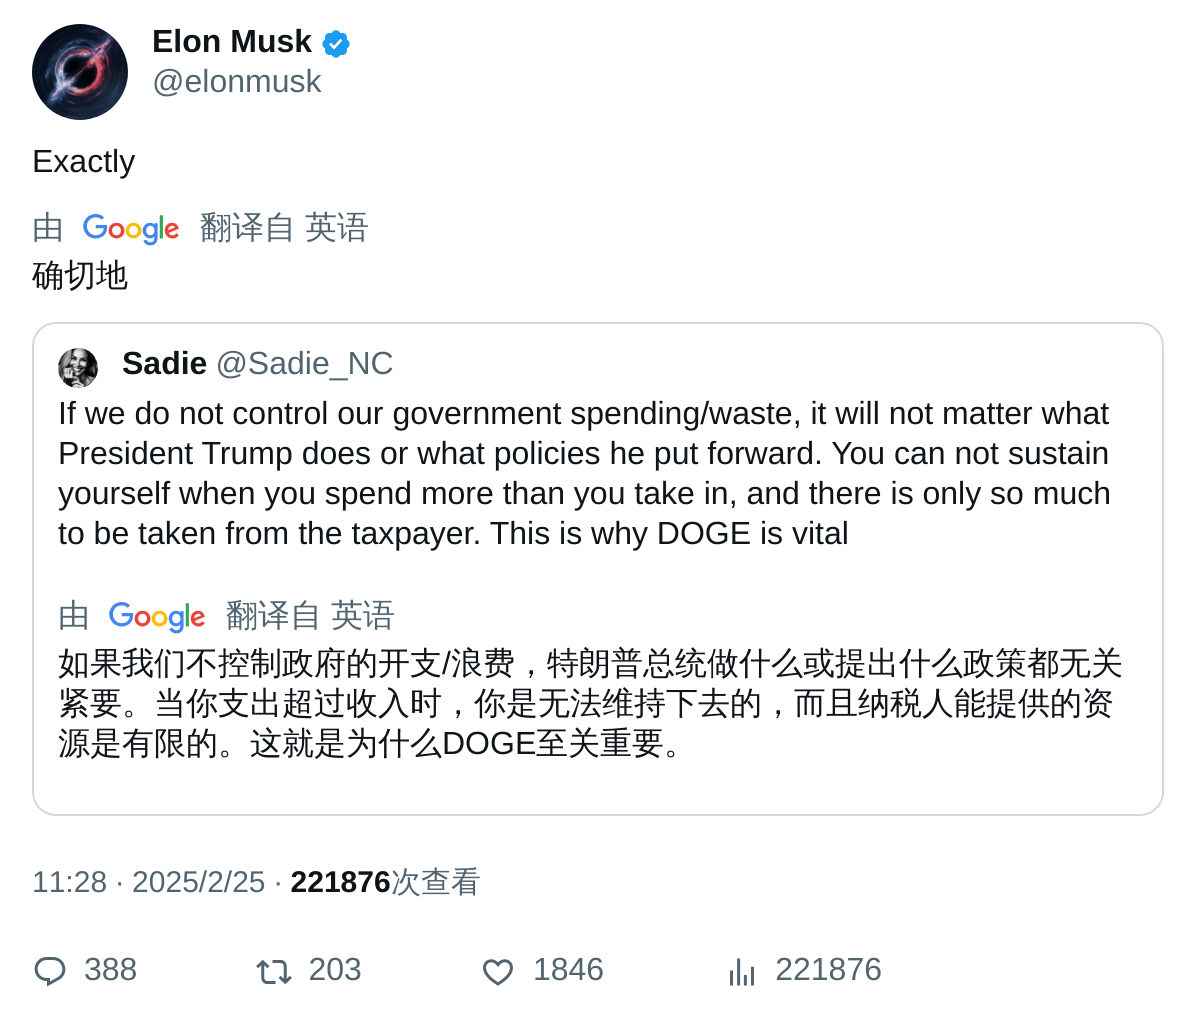 Elon Musk
@elonmusk
Exactly
由 Google 翻译自 英语
确切地
Sadie @Sadie_NC
If we do not control our government spending/waste, it will not matter what
President Trump does or what policies he put forward. You can not sustain
yourself when you spend more than you take in, and there is only so much
to be taken from the taxpayer. This is why DOGE is vital
由 Google 翻译自 英语
如果我们不控制政府的开支/浪费，特朗普总统做什么或提出什么政策都无关
紧要。当你支出超过收入时，你是无法维持下去的，而且纳税人能提供的资
源是有限的。这就是为什么DOGE至关重要。
11:28 · 2025/2/25 · 221876次查看
388 203 1846 221876